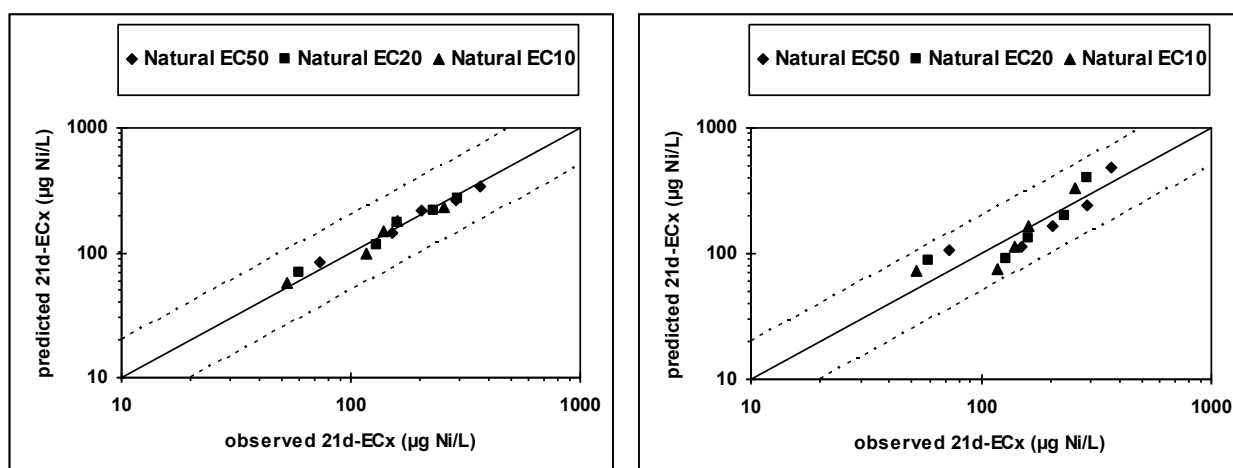 ◆ Natural EC50 ■ Natural EC20 ▲ Natural EC10
1000
100
10
10 100 1000
predicted 21d-ECx (µg Ni/L)
observed 21d-ECx (µg Ni/L)
◆ Natural EC50 ■ Natural EC20 ▲ Natural EC10
1000
100
10
10 100 1000
predicted 21d-ECx (µg Ni/L)
observed 21d-ECx (µg Ni/L)